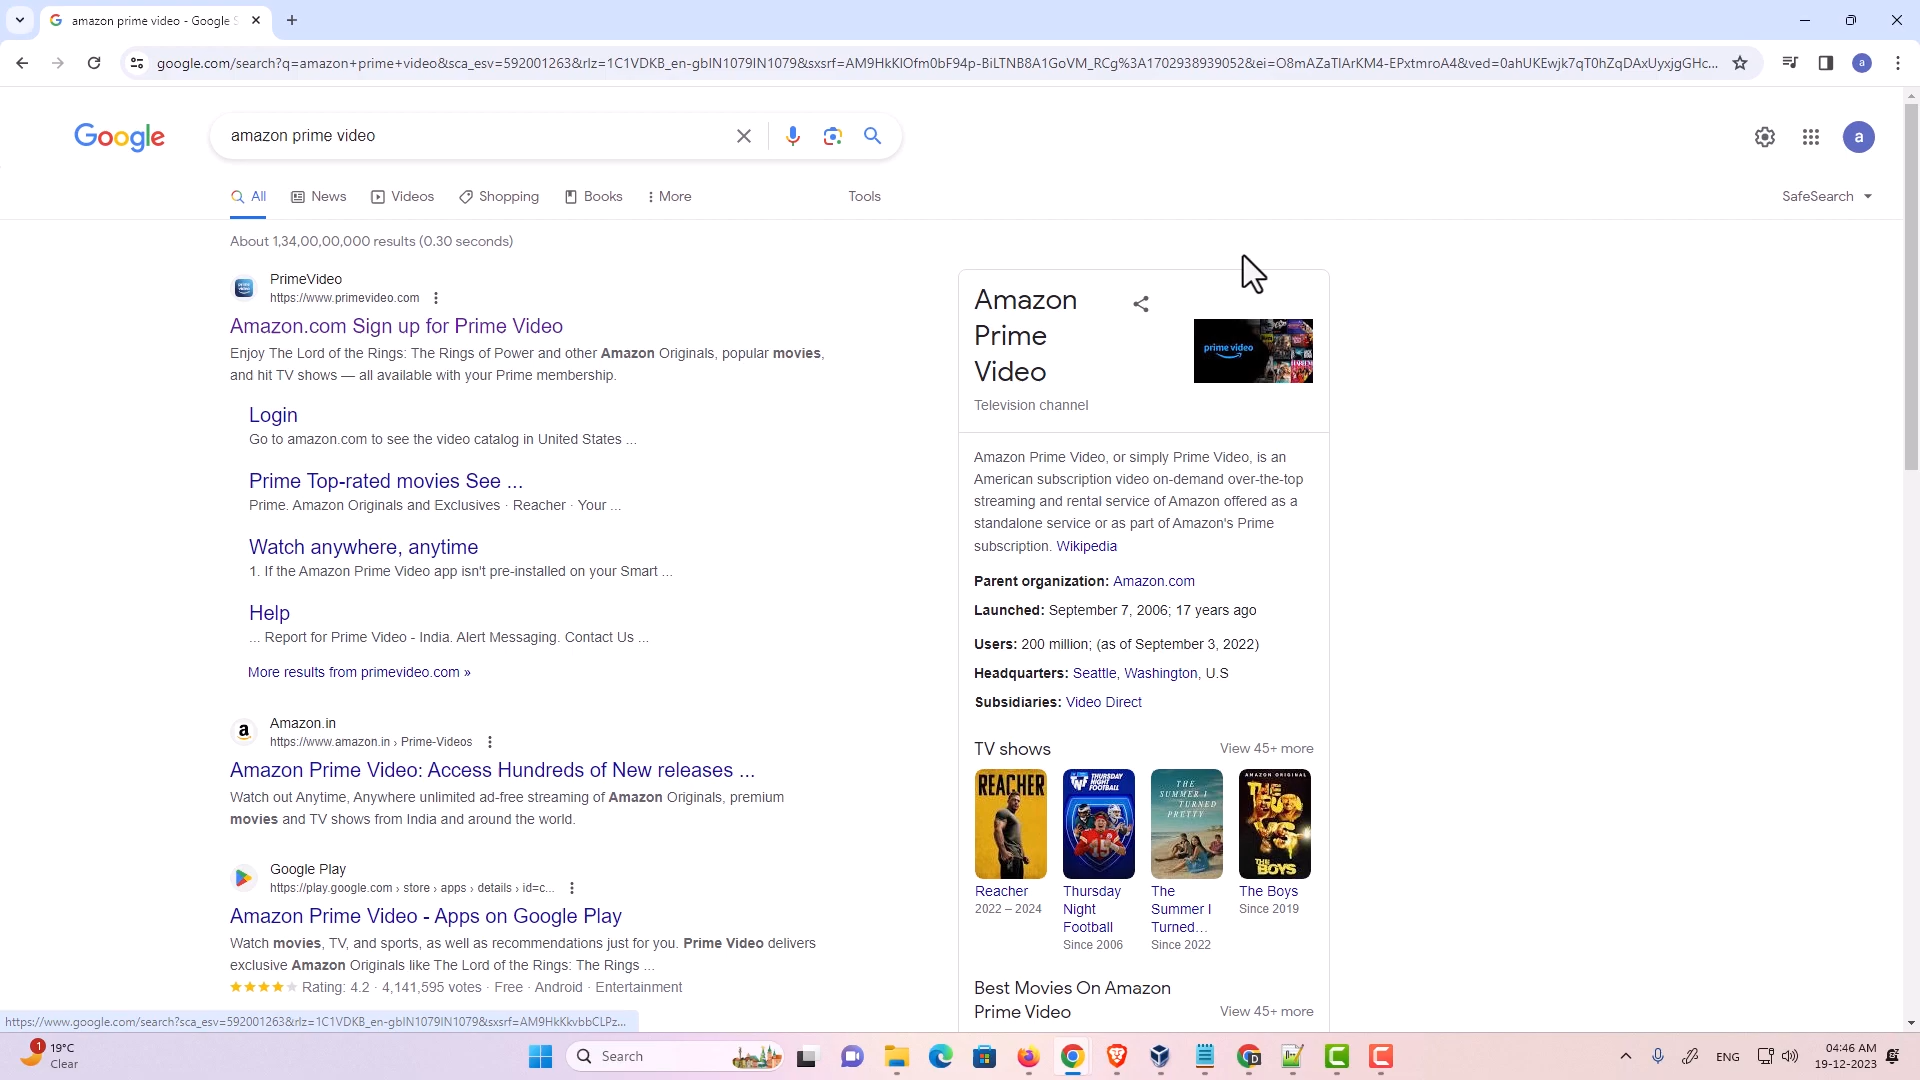 amazon prime video - Google S
google.com/search?q=amazon+prime+video&sca_esv=592001263&rlz=1C1VDKB_en-gbIN1079IN1079&sxsrf=AM9HkKIOfm0bF94p-BiLTNB8A1GoVM_RCg%3A1702938939052&ei=O8mAZaTIArKM4-EPxtmroA4&ved=0ahUKEwjk7qT0hZqDAxUyxjgGHc...
a
Google
amazon prime video
a
All
News
Videos
Shopping
Books
More
Tools
SafeSearch
About 1,34,00,00,000 results (0.30 seconds)
PrimeVideo
https://www.primevideo.com
Amazon.com Sign up for Prime Video
Enjoy The Lord of the Rings: The Rings of Power and other Amazon Originals, popular movies,
and hit TV shows — all available with your Prime membership.
Login
Go to amazon.com to see the video catalog in United States ...
Prime Top-rated movies See ...
Prime. Amazon Originals and Exclusives · Reacher · Your ...
Watch anywhere, anytime
1. If the Amazon Prime Video app isn't pre-installed on your Smart ...
Help
... Report for Prime Video - India. Alert Messaging. Contact Us ...
More results from primevideo.com »
a
Amazon.in
https://www.amazon.in › Prime-Videos
Amazon Prime Video: Access Hundreds of New releases ...
Watch out Anytime, Anywhere unlimited ad-free streaming of Amazon Originals, premium
movies and TV shows from India and around the world.
Google Play
https://play.google.com › store › apps › details › id=c...
Amazon Prime Video - Apps on Google Play
Watch movies, TV, and sports, as well as recommendations just for you. Prime Video delivers
exclusive Amazon Originals like The Lord of the Rings: The Rings ...
Rating: 4.2 · 4,141,595 votes · Free · Android · Entertainment
https://www.google.com/search?sca_esv=592001263&rlz=1C1VDKB_en-gbIN1079IN1079&sxsrf=AM9HkKkvbbCLPz...
Amazon
Prime
Video
prime video
Television channel
Amazon Prime Video, or simply Prime Video, is an
American subscription video on-demand over-the-top
streaming and rental service of Amazon offered as a
standalone service or as part of Amazon's Prime
subscription. Wikipedia
Parent organization: Amazon.com
Launched: September 7, 2006; 17 years ago
Users: 200 million; (as of September 3, 2022)
Headquarters: Seattle, Washington, U.S
Subsidiaries: Video Direct
TV shows
View 45+ more
REACHER
THURSDAY
NIGHT
FOOTBALL
THE
SUMMER I
TURNED
PRETTY
AMAZON ORIGINAL
THE
BOYS
Reacher
2022 – 2024
Thursday
Night
Football
Since 2006
The
Summer I
Turned...
Since 2022
The Boys
Since 2019
Best Movies On Amazon
Prime Video
View 45+ more
1
19°C
Clear
Search
D
ENG
04:46 AM
19-12-2023